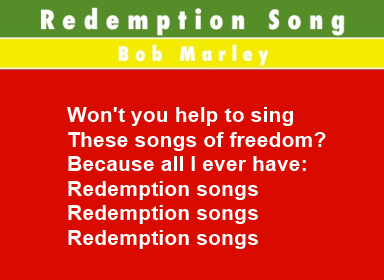 Redemption Song
Bob Marley
Won't you help to sing
These songs of freedom?
Because all I ever have:
Redemption songs
Redemption songs
Redemption songs